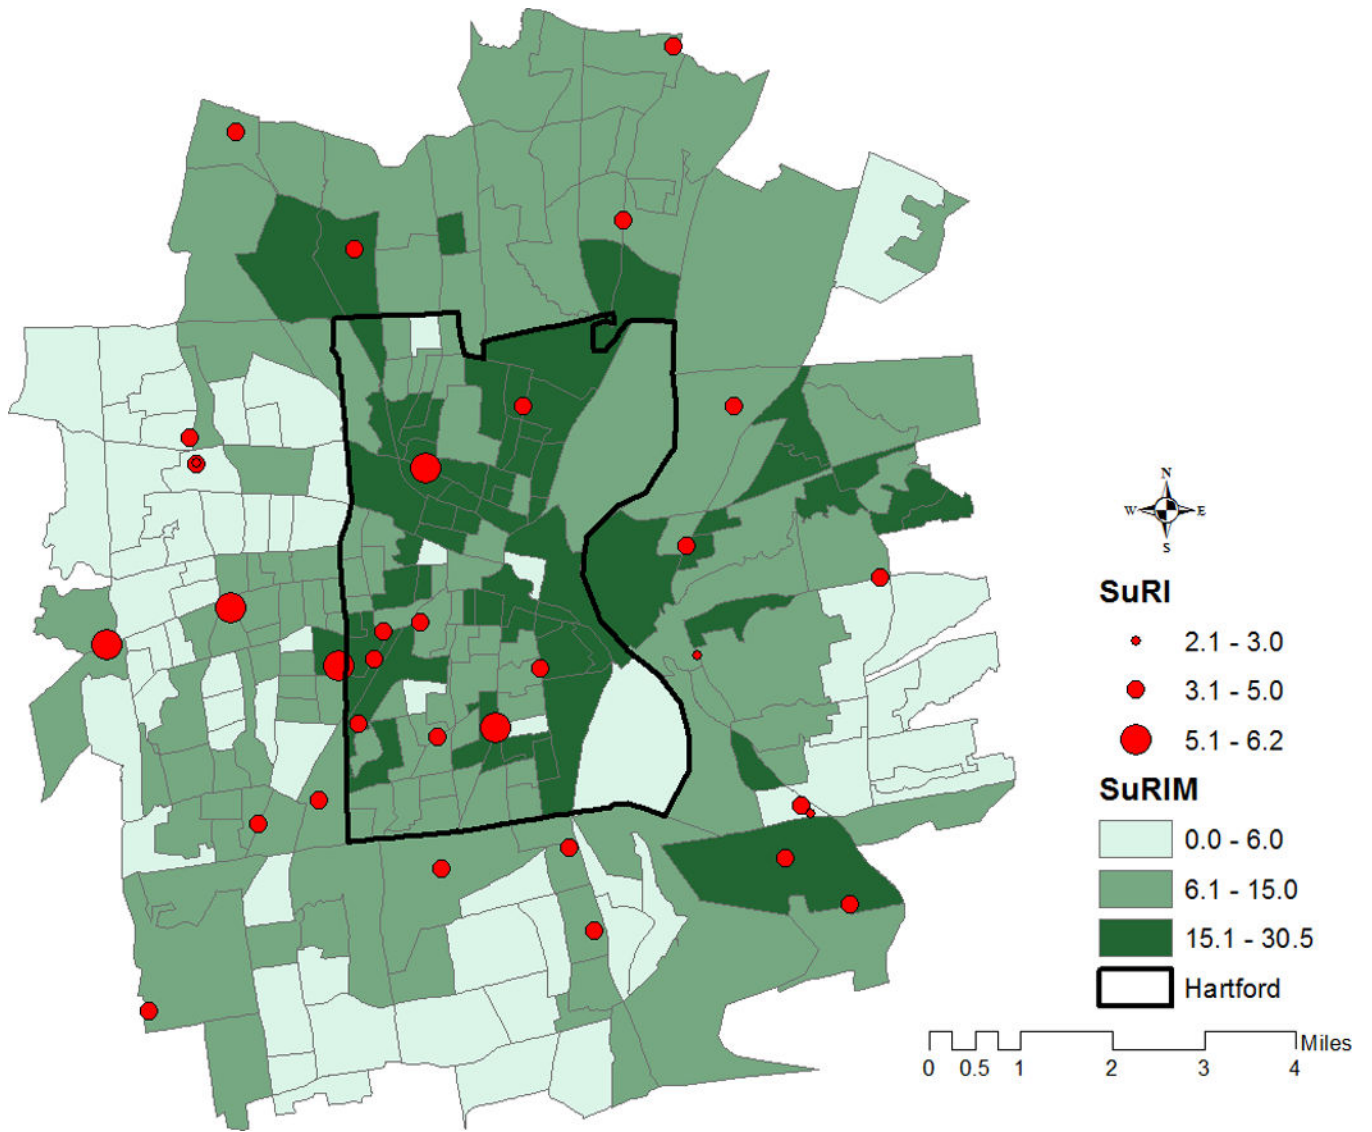 N
W E
S
SuRI
2.1 - 3.0
3.1 - 5.0
5.1 - 6.2
SuRIM
0.0 - 6.0
6.1 - 15.0
15.1 - 30.5
Hartford
Miles
0 0.5 1 2 3 4